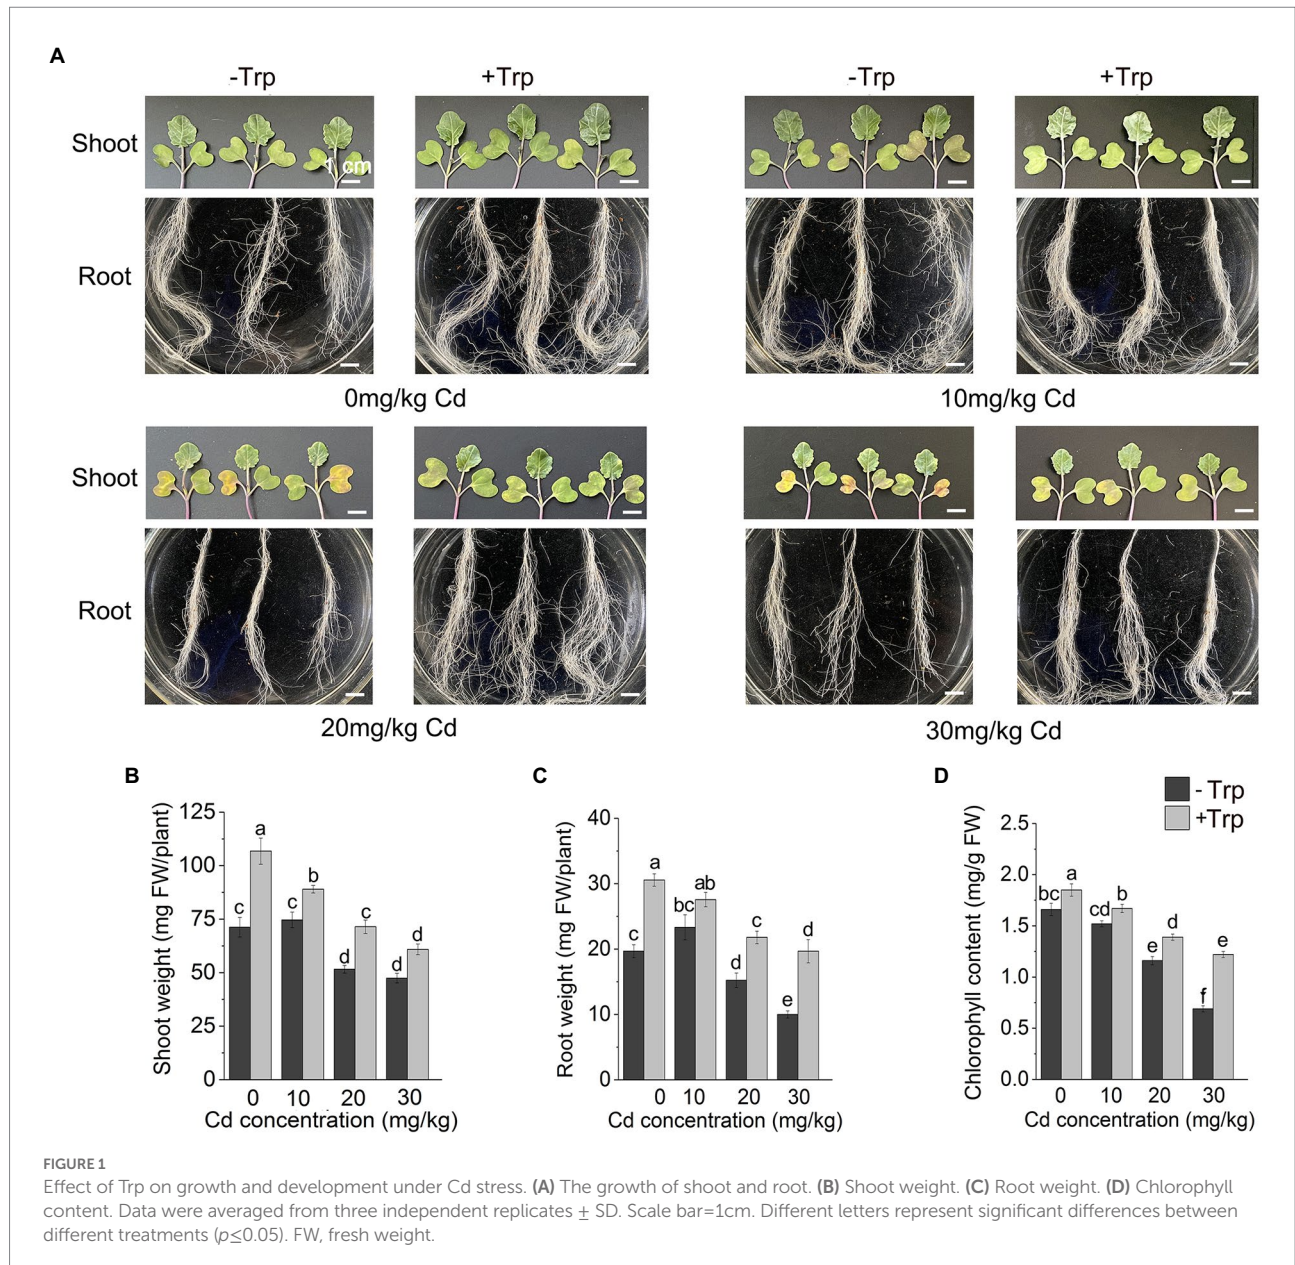 A
-Trp
+Trp
-Trp
+Trp
Shoot
1 cm
Root
0mg/kg Cd
10mg/kg Cd
Shoot
Root
20mg/kg Cd
30mg/kg Cd
B
Shoot weight (mg FW/plant)
125
100
75
50
25
0
a
b
c
c
c
d
d
d
0
10
20
30
Cd concentration (mg/kg)
C
Root weight (mg FW/plant)
40
30
20
10
0
a
ab
bc
c
c
d
d
e
0
10
20
30
Cd concentration (mg/kg)
D
- Trp
+Trp
Chlorophyll content (mg/g FW)
2.5
2.0
1.5
1.0
0.5
0.0
bc
a
cd
b
e
d
f
e
0
10
20
30
Cd concentration (mg/kg)
FIGURE 1
Effect of Trp on growth and development under Cd stress. (A) The growth of shoot and root. (B) Shoot weight. (C) Root weight. (D) Chlorophyll
content. Data were averaged from three independent replicates ± SD. Scale bar=1cm. Different letters represent significant differences between
different treatments (p≤0.05). FW, fresh weight.